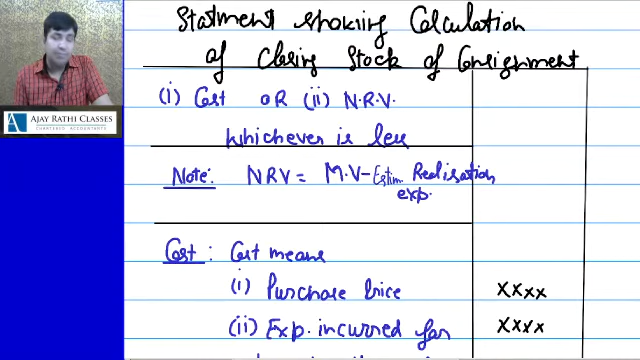 Statment showing Calculation
of Closing Stock of Consignment
(i) Cost OR (ii) N.R.V.
whichever is less
AJAY RATHI CLASSES
CHARTERED ACCOUNTANTS
Note: NRV = M.V - Estim. Realisation
exp.
Cost: Cost means
(i) Purchase Price xxxx
(ii) Exp. incurred for xxxx